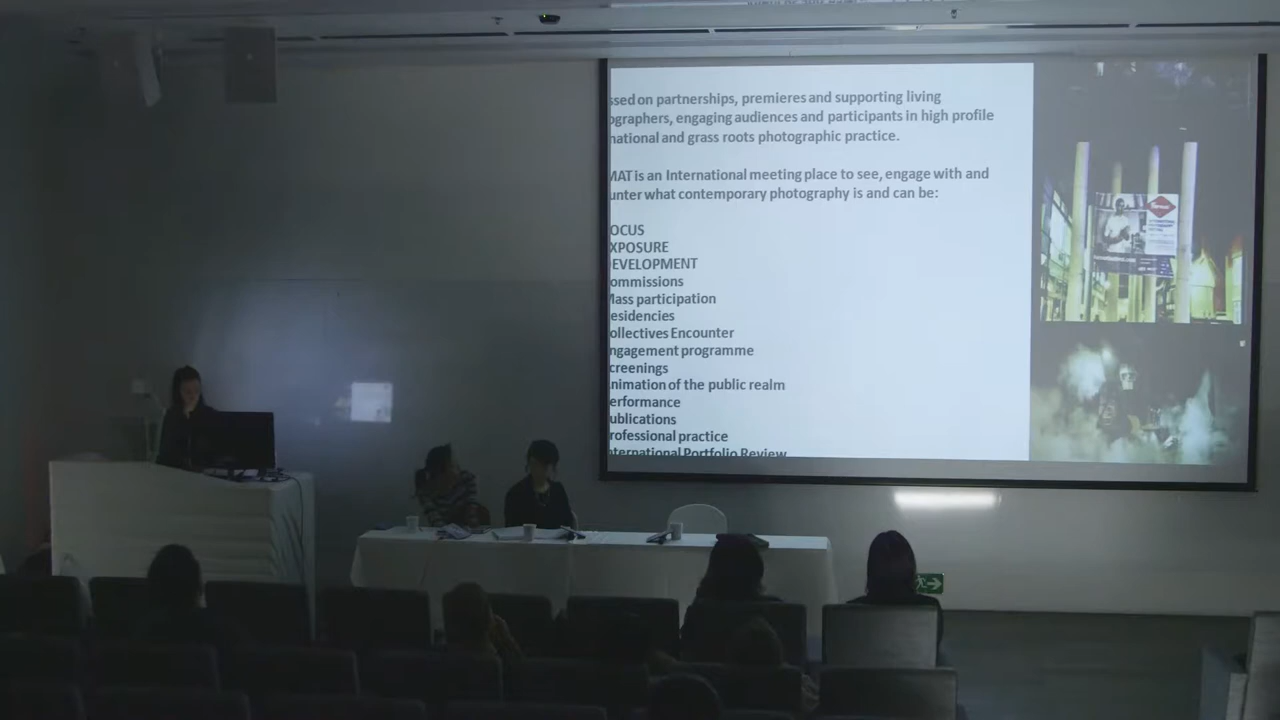 ssed on partnerships, premieres and supporting living
ographers, engaging audiences and participants in high profile
national and grass roots photographic practice.
MAT is an International meeting place to see, engage with and
unter what contemporary photography is and can be:
OCUS
XPOSURE
EVELOPMENT
ommissions
Mass participation
esidencies
ollectives Encounter
ngagement programme
creenings
nimation of the public realm
erformance
ublications
rofessional practice
nternational Portfolio Review